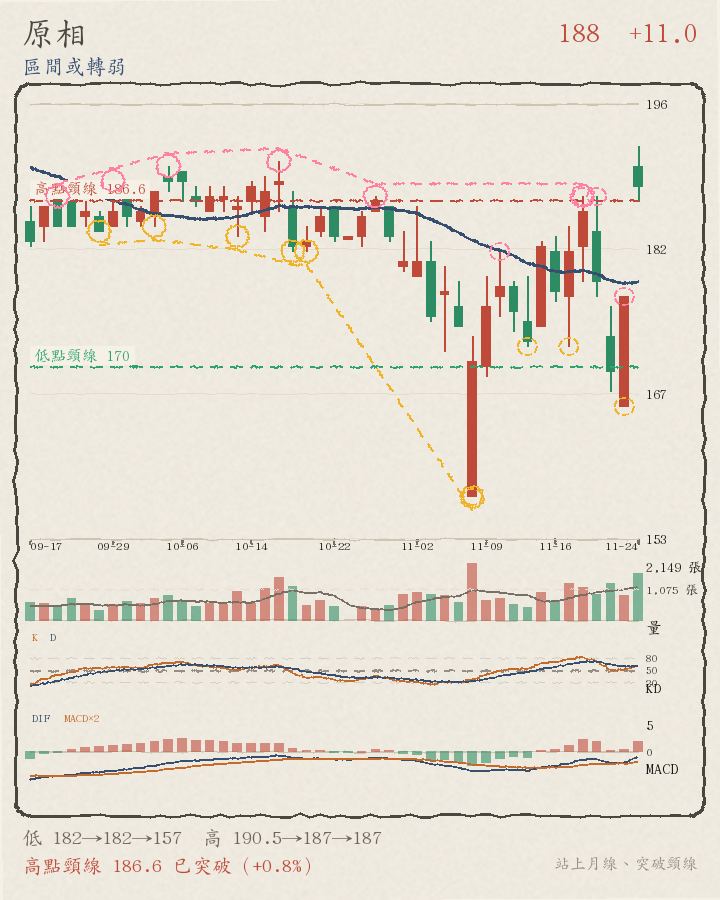 原相 188 +11.0
區間或轉弱
196
高點頸線 186.6
182
低點頸線 170
167
153
09-17 09-29 10-06 10-14 10-22 11-02 11-09 11-16 11-24
2,149 張
1,075 張
量
K D
80
50
20
KD
DIF MACD×2
5
0
MACD
低 182→182→157 高 190.5→187→187
高點頸線 186.6 已突破 (+0.8%)
站上月線、突破頸線